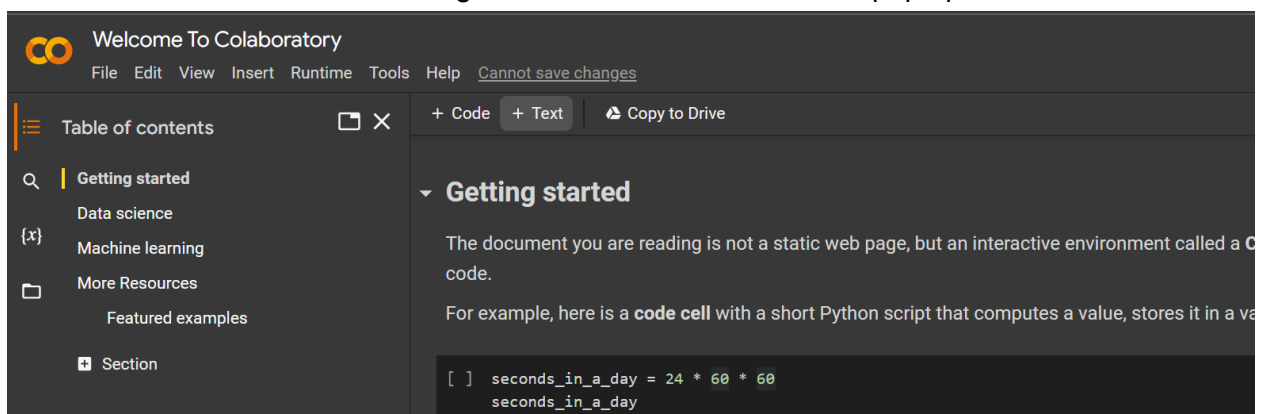 Welcome To Colaboratory
File Edit View Insert Runtime Tools Help Cannot save changes
Table of contents
Getting started
Data science
Machine learning
More Resources
Featured examples
Section
+ Code + Text Copy to Drive
Getting started
The document you are reading is not a static web page, but an interactive environment called a
code.
For example, here is a code cell with a short Python script that computes a value, stores it in a
[ ] seconds_in_a_day = 24 * 60 * 60
seconds_in_a_day
{x}